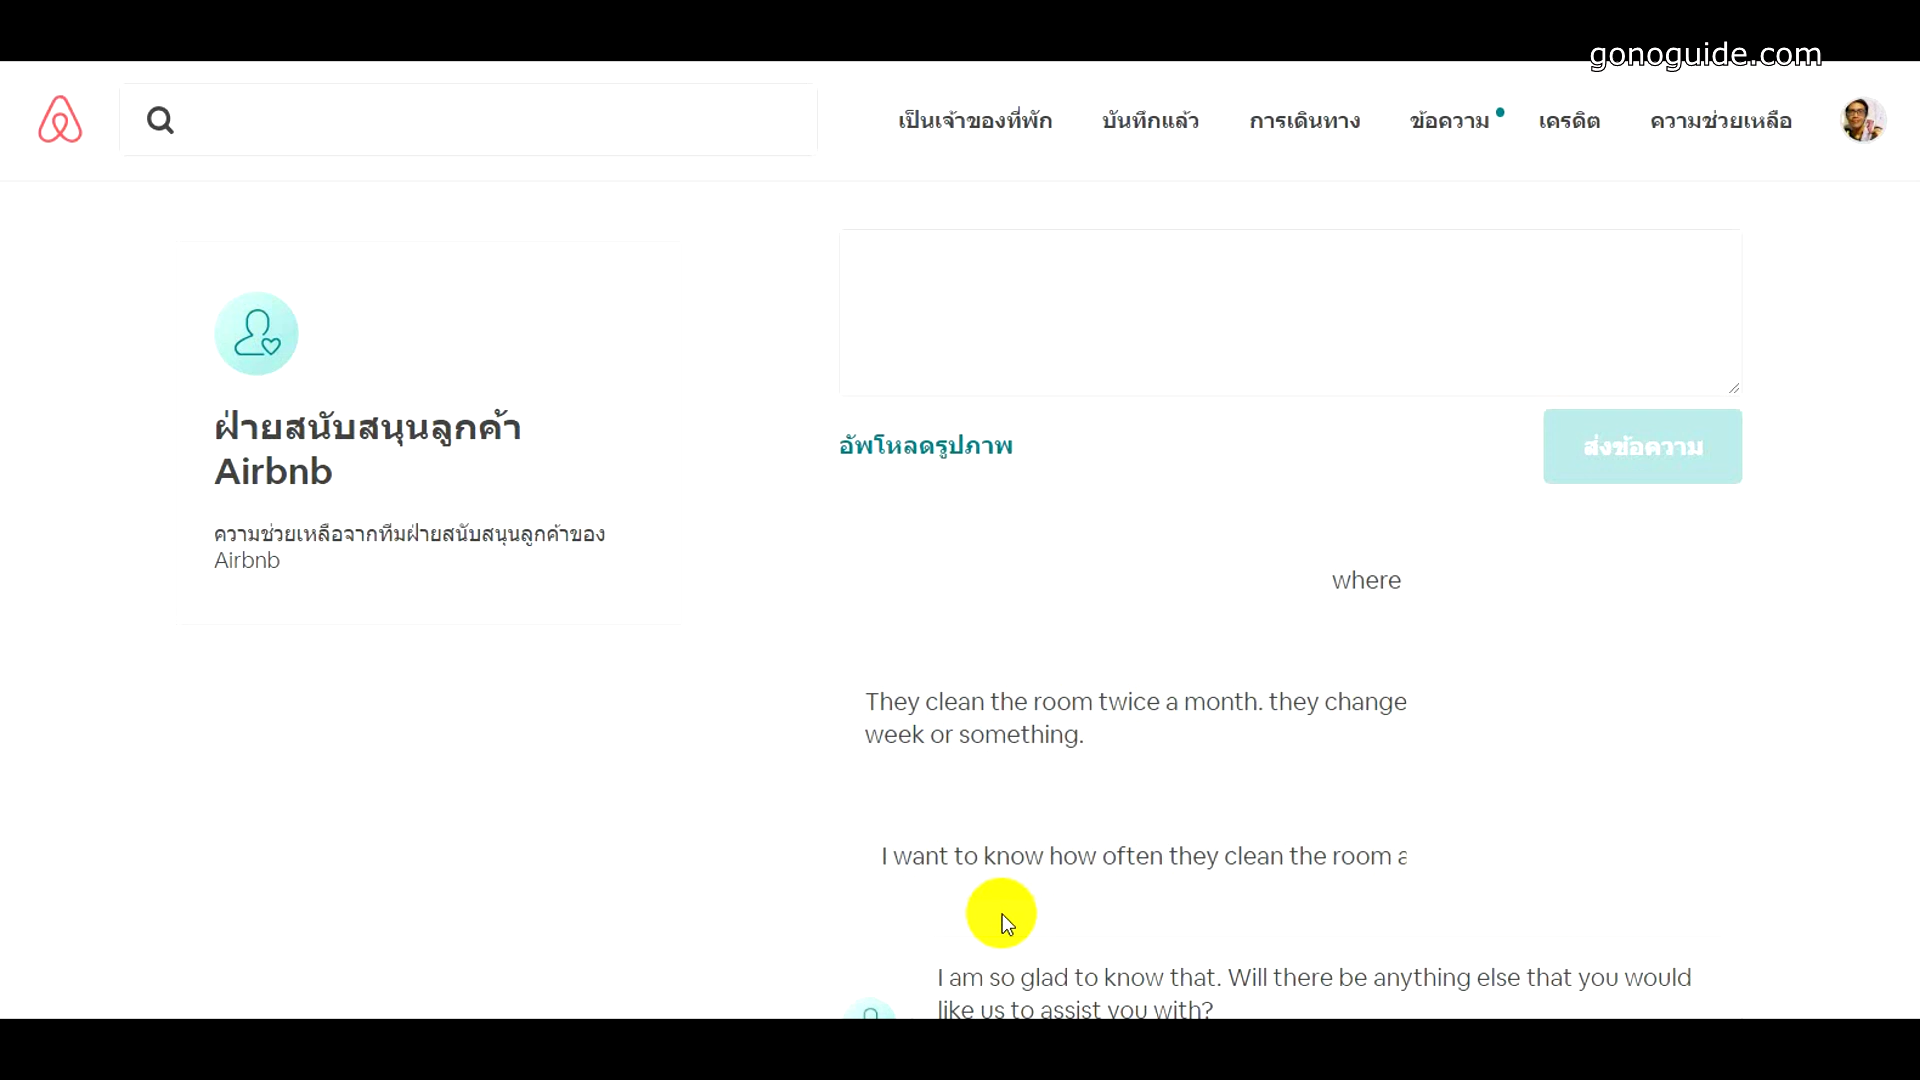 gonoguide.com
เป็นเจ้าของที่พัก บันทึกแล้ว การเดินทาง ข้อความ เครดิต ความช่วยเหลือ
ฝ่ายสนับสนุนลูกค้า
Airbnb
ความช่วยเหลือจากทีมฝ่ายสนับสนุนลูกค้าของ
Airbnb
อัพโหลดรูปภาพ
ส่งข้อความ
where
They clean the room twice a month. they change
week or something.
I want to know how often they clean the room a
I am so glad to know that. Will there be anything else that you would
like us to assist you with?